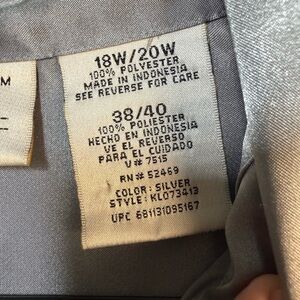 M
18W/20W
100% POLYESTER
MADE IN INDONESIA
SEE REVERSE FOR CARE
38/40
100% POLIESTER
HECHO EN INDONESIA
VE EL REVERSO
PARA EL CUIDADO
V# 7515
RN# 52469
COLOR: SILVER
STYLE: KL073413
UPC 681131095167